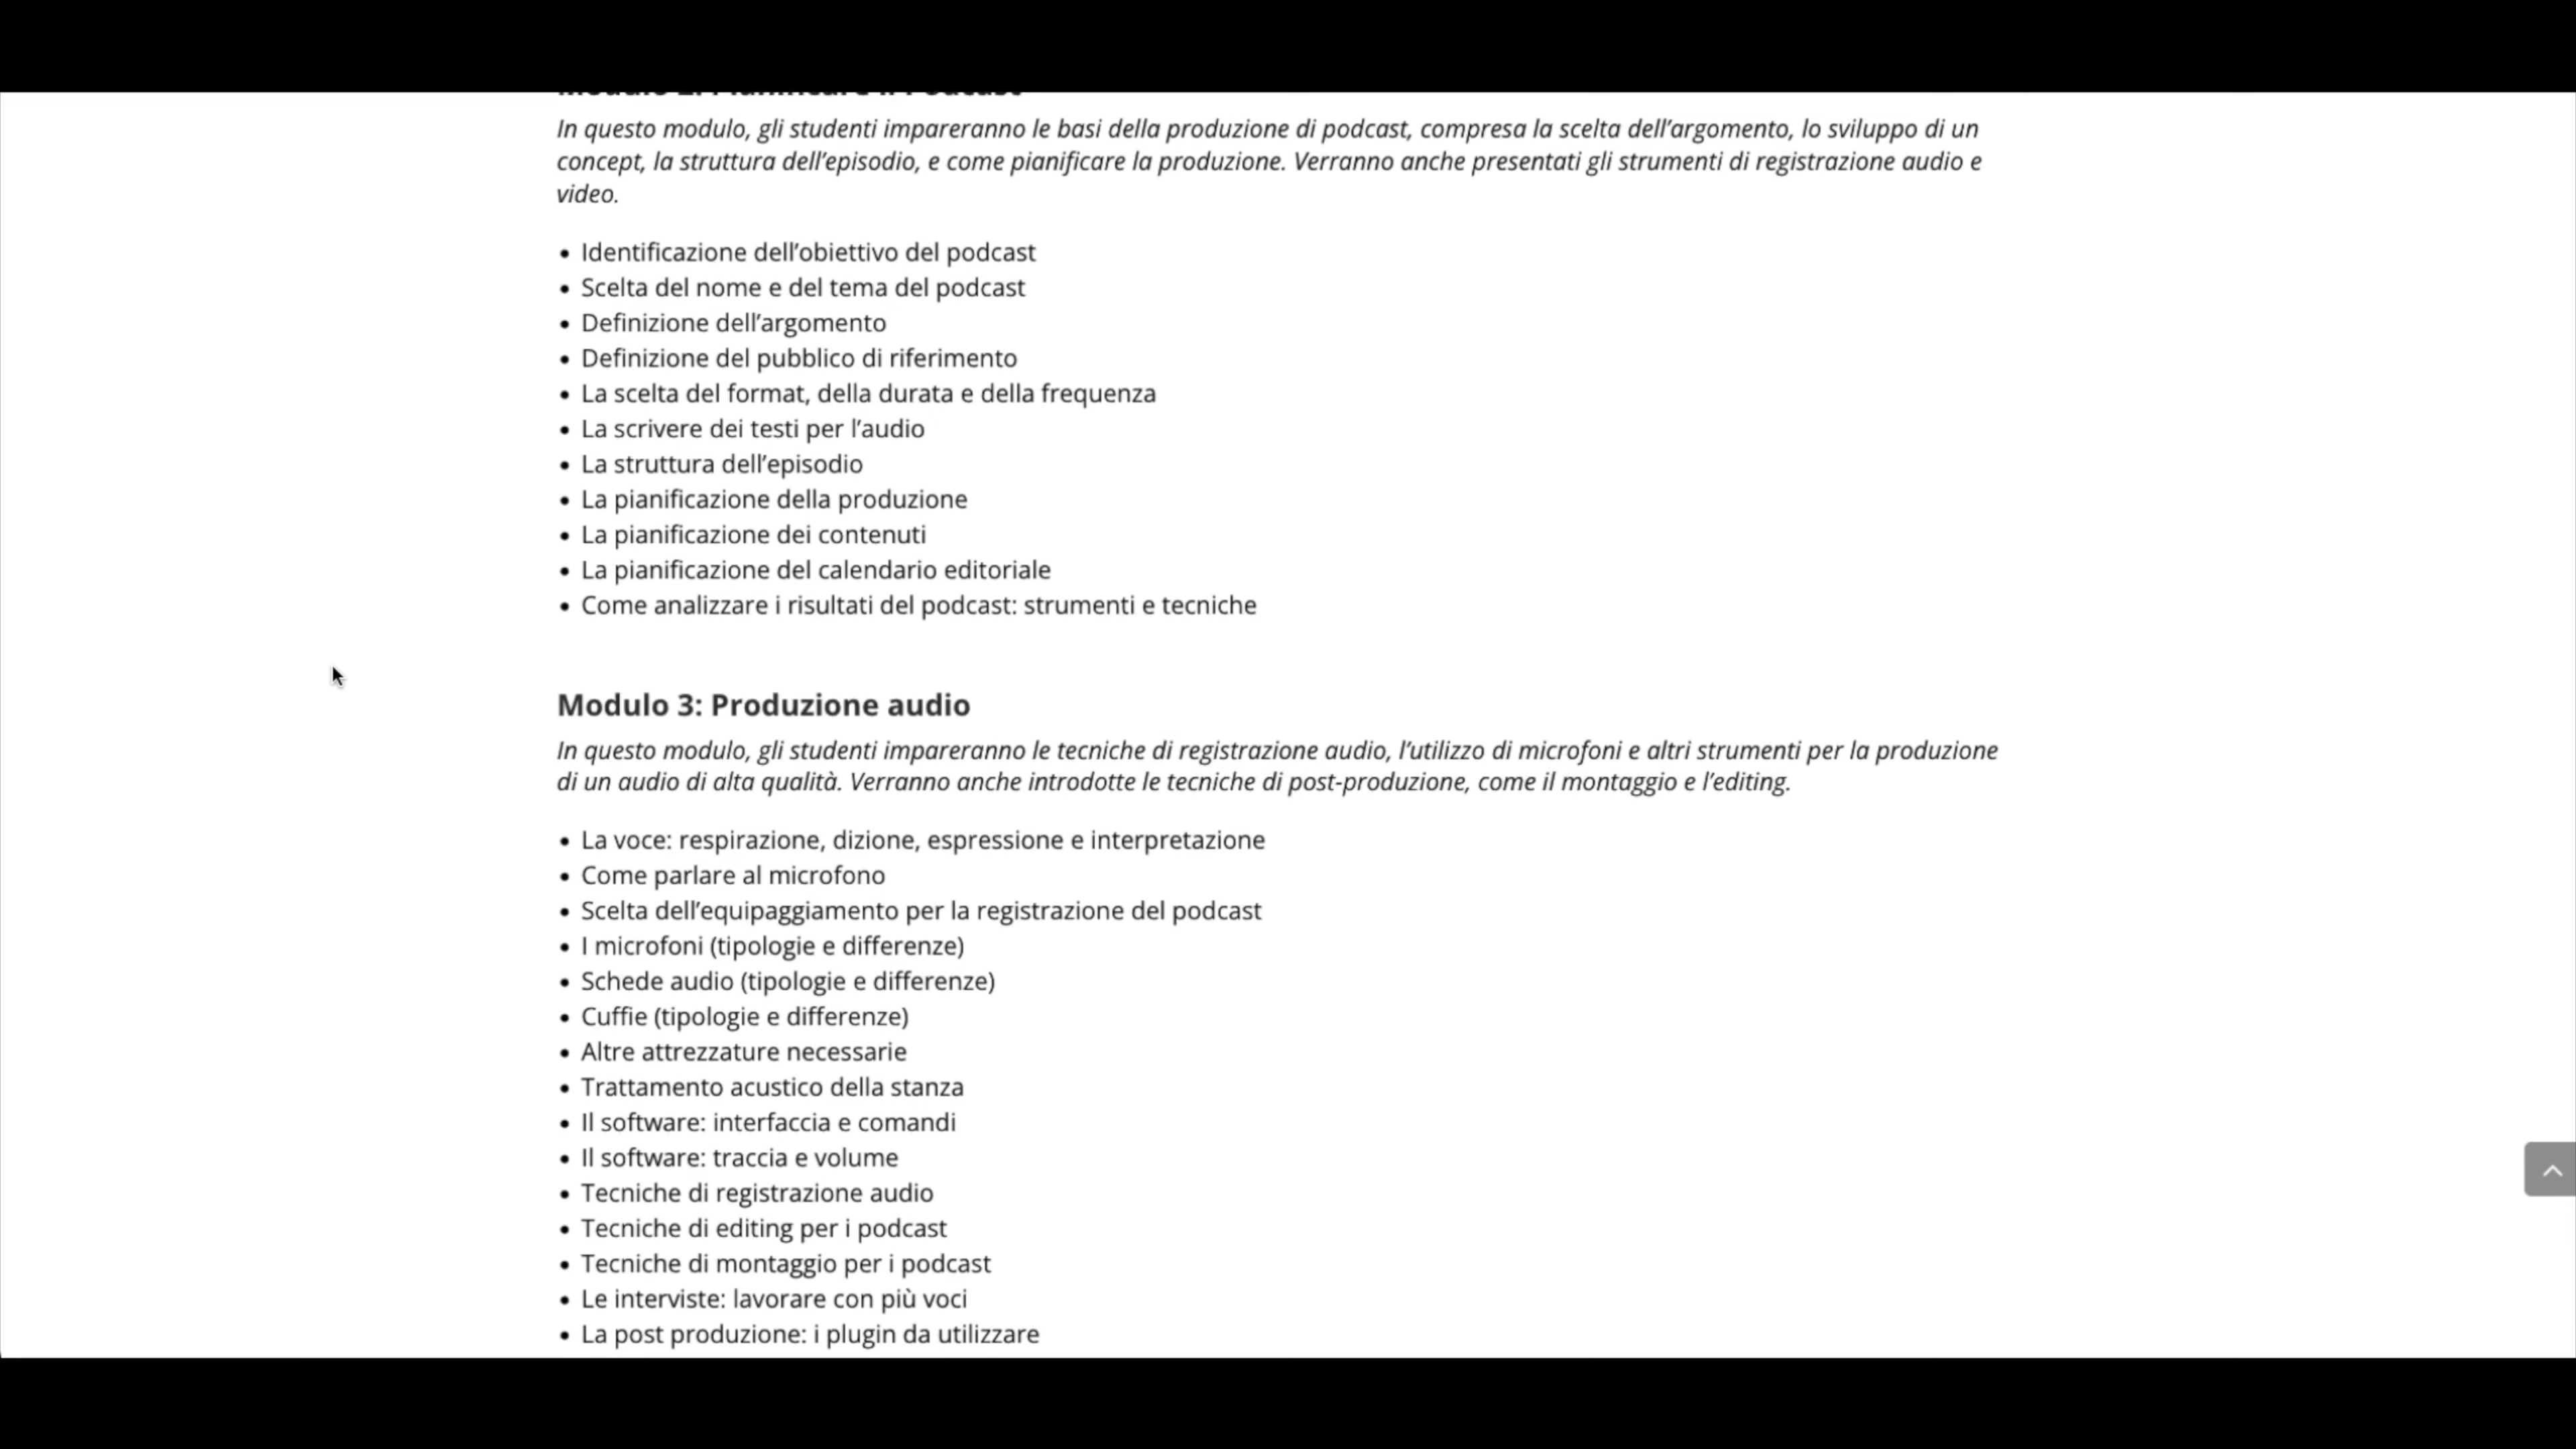 Modulo 2: Pianificare il Podcast
In questo modulo, gli studenti impareranno le basi della produzione di podcast, compresa la scelta dell’argomento, lo sviluppo di un
concept, la struttura dell’episodio, e come pianificare la produzione. Verranno anche presentati gli strumenti di registrazione audio e
video.
• Identificazione dell’obiettivo del podcast
• Scelta del nome e del tema del podcast
• Definizione dell’argomento
• Definizione del pubblico di riferimento
• La scelta del format, della durata e della frequenza
• La scrivere dei testi per l’audio
• La struttura dell’episodio
• La pianificazione della produzione
• La pianificazione dei contenuti
• La pianificazione del calendario editoriale
• Come analizzare i risultati del podcast: strumenti e tecniche
Modulo 3: Produzione audio
In questo modulo, gli studenti impareranno le tecniche di registrazione audio, l’utilizzo di microfoni e altri strumenti per la produzione
di un audio di alta qualità. Verranno anche introdotte le tecniche di post-produzione, come il montaggio e l’editing.
• La voce: respirazione, dizione, espressione e interpretazione
• Come parlare al microfono
• Scelta dell’equipaggiamento per la registrazione del podcast
• I microfoni (tipologie e differenze)
• Schede audio (tipologie e differenze)
• Cuffie (tipologie e differenze)
• Altre attrezzature necessarie
• Trattamento acustico della stanza
• Il software: interfaccia e comandi
• Il software: traccia e volume
• Tecniche di registrazione audio
• Tecniche di editing per i podcast
• Tecniche di montaggio per i podcast
• Le interviste: lavorare con più voci
• La post produzione: i plugin da utilizzare